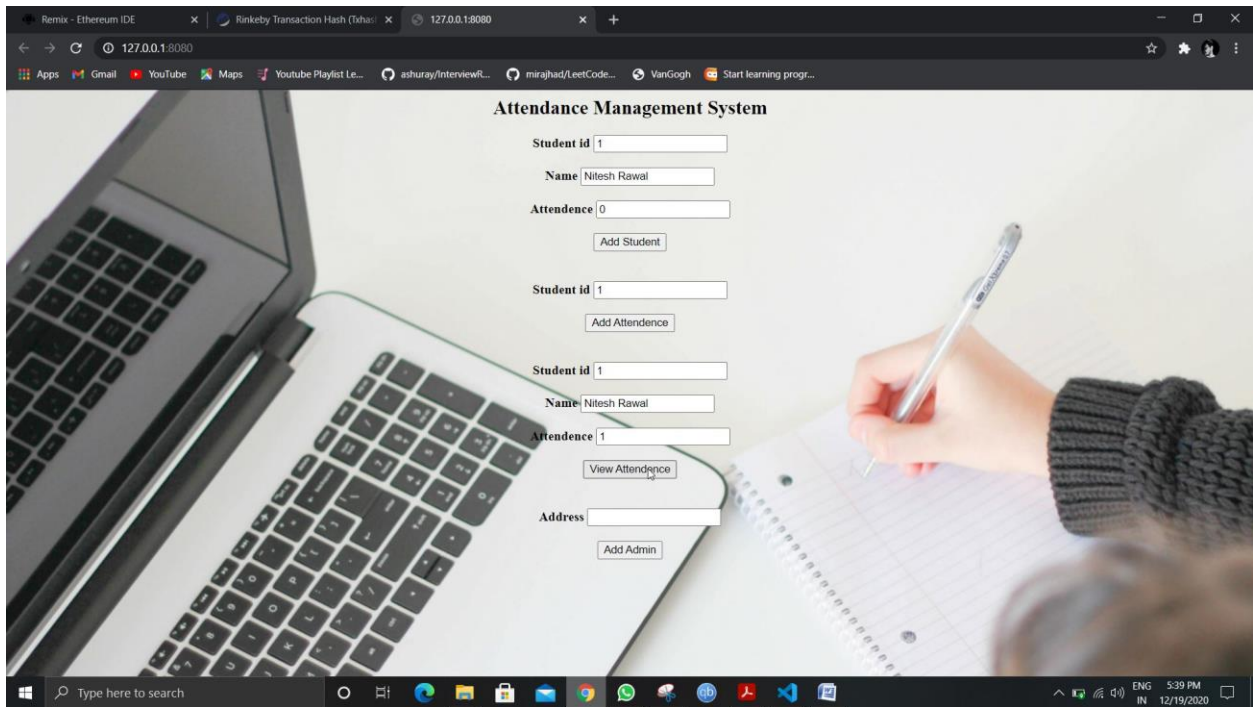 Remix - Ethereum IDE
Rinkeby Transaction Hash (Txhas
127.0.0.1:8080
127.0.0.1:8080
Apps Gmail YouTube Maps Youtube Playlist Le... ashuray/InterviewR... mirajhad/LeetCode... VanGogh Start learning progr...
Attendance Management System
Student id 1
Name Nitesh Rawal
Attendence 0
Add Student
Student id 1
Add Attendence
Student id 1
Name Nitesh Rawal
Attendence 1
View Attendence
Address
Add Admin
Type here to search
ENG 5:39 PM
IN 12/19/2020